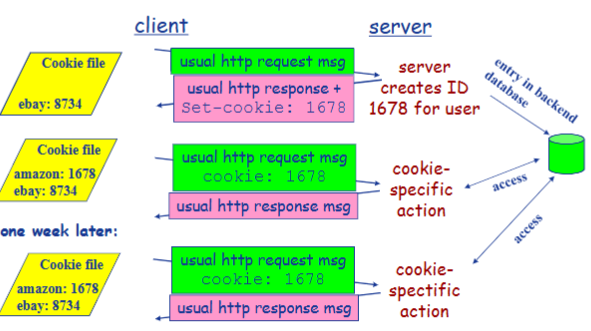 client
server
Cookie file
ebay: 8734
usual http request msg
usual http response +
Set-cookie: 1678
server
creates ID
1678 for user
entry in backend
database
Cookie file
amazon: 1678
ebay: 8734
usual http request msg
cookie: 1678
usual http response msg
cookie-
specific
action
access
access
one week later:
Cookie file
amazon: 1678
ebay: 8734
usual http request msg
cookie: 1678
usual http response msg
cookie-
spectific
action